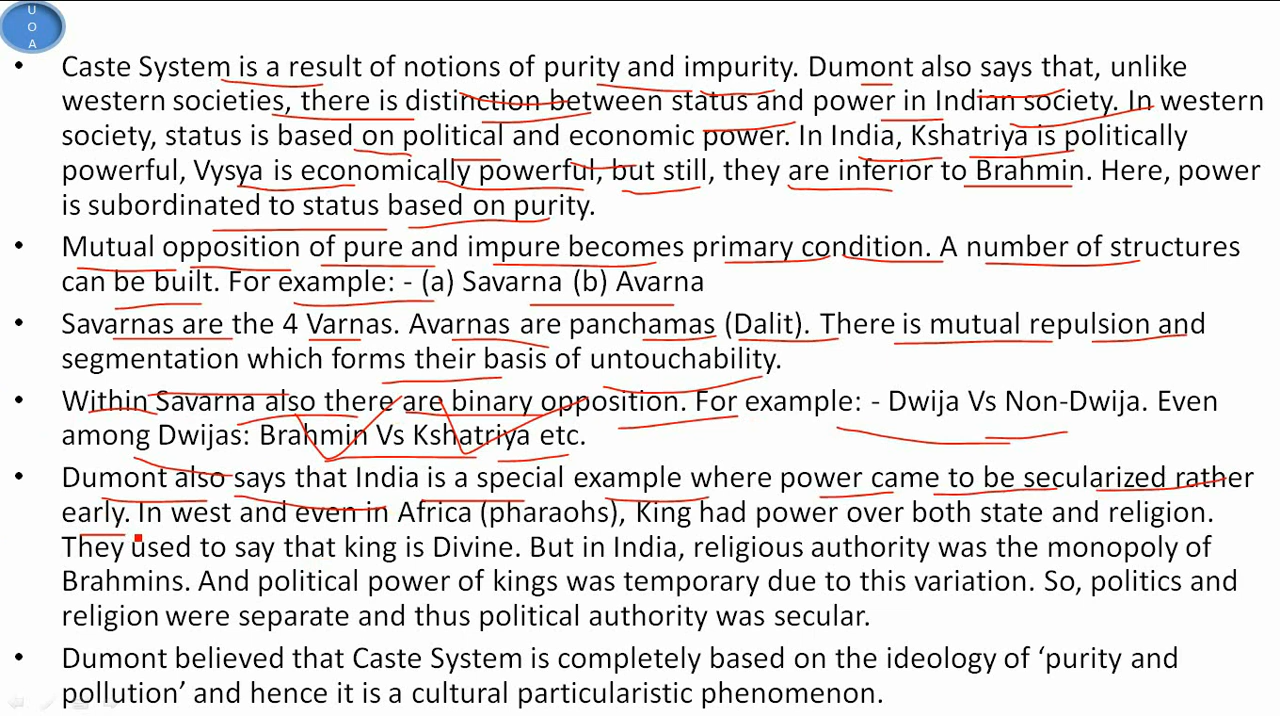 U
O
A
• Caste System is a result of notions of purity and impurity. Dumont also says that, unlike
western societies, there is distinction between status and power in Indian society. In western
society, status is based on political and economic power. In India, Kshatriya is politically
powerful, Vysya is economically powerful, but still, they are inferior to Brahmin. Here, power
is subordinated to status based on purity.
• Mutual opposition of pure and impure becomes primary condition. A number of structures
can be built. For example: - (a) Savarna (b) Avarna
• Savarnas are the 4 Varnas. Avarnas are panchamas (Dalit). There is mutual repulsion and
segmentation which forms their basis of untouchability.
• Within Savarna also there are binary opposition. For example: - Dwija Vs Non-Dwija. Even
among Dwijas: Brahmin Vs Kshatriya etc.
• Dumont also says that India is a special example where power came to be secularized rather
early. In west and even in Africa (pharaohs), King had power over both state and religion.
They used to say that king is Divine. But in India, religious authority was the monopoly of
Brahmins. And political power of kings was temporary due to this variation. So, politics and
religion were separate and thus political authority was secular.
• Dumont believed that Caste System is completely based on the ideology of ‘purity and
pollution’ and hence it is a cultural particularistic phenomenon.